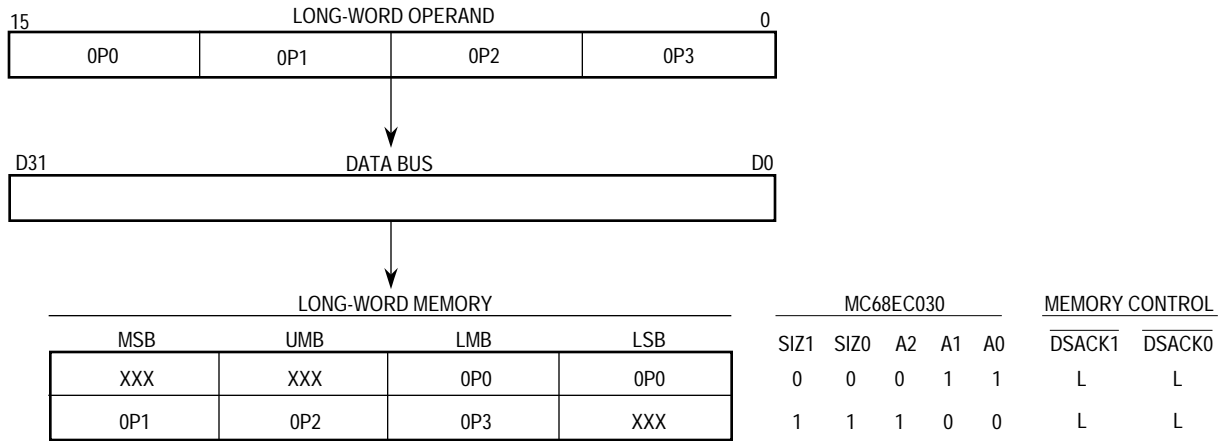 LONG-WORD OPERAND
15 0
0P0 0P1 0P2 0P3
D31 DATA BUS D0
LONG-WORD MEMORY MC68EC030 MEMORY CONTROL
MSB UMB LMB LSB SIZ1 SIZ0 A2 A1 A0 DSACK1 DSACK0
XXX XXX 0P0 0P0 0 0 0 1 1 L L
0P1 0P2 0P3 XXX 1 1 1 0 0 L L